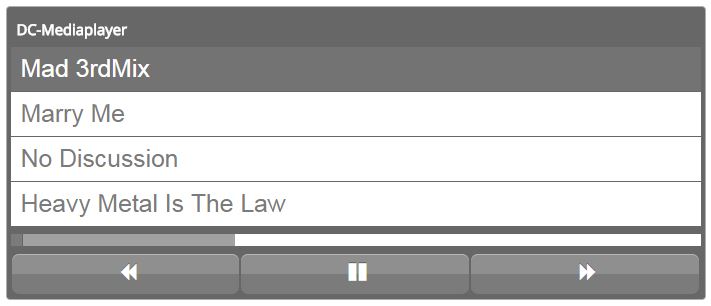 DC-Mediaplayer
Mad 3rdMix
Marry Me
No Discussion
Heavy Metal Is The Law